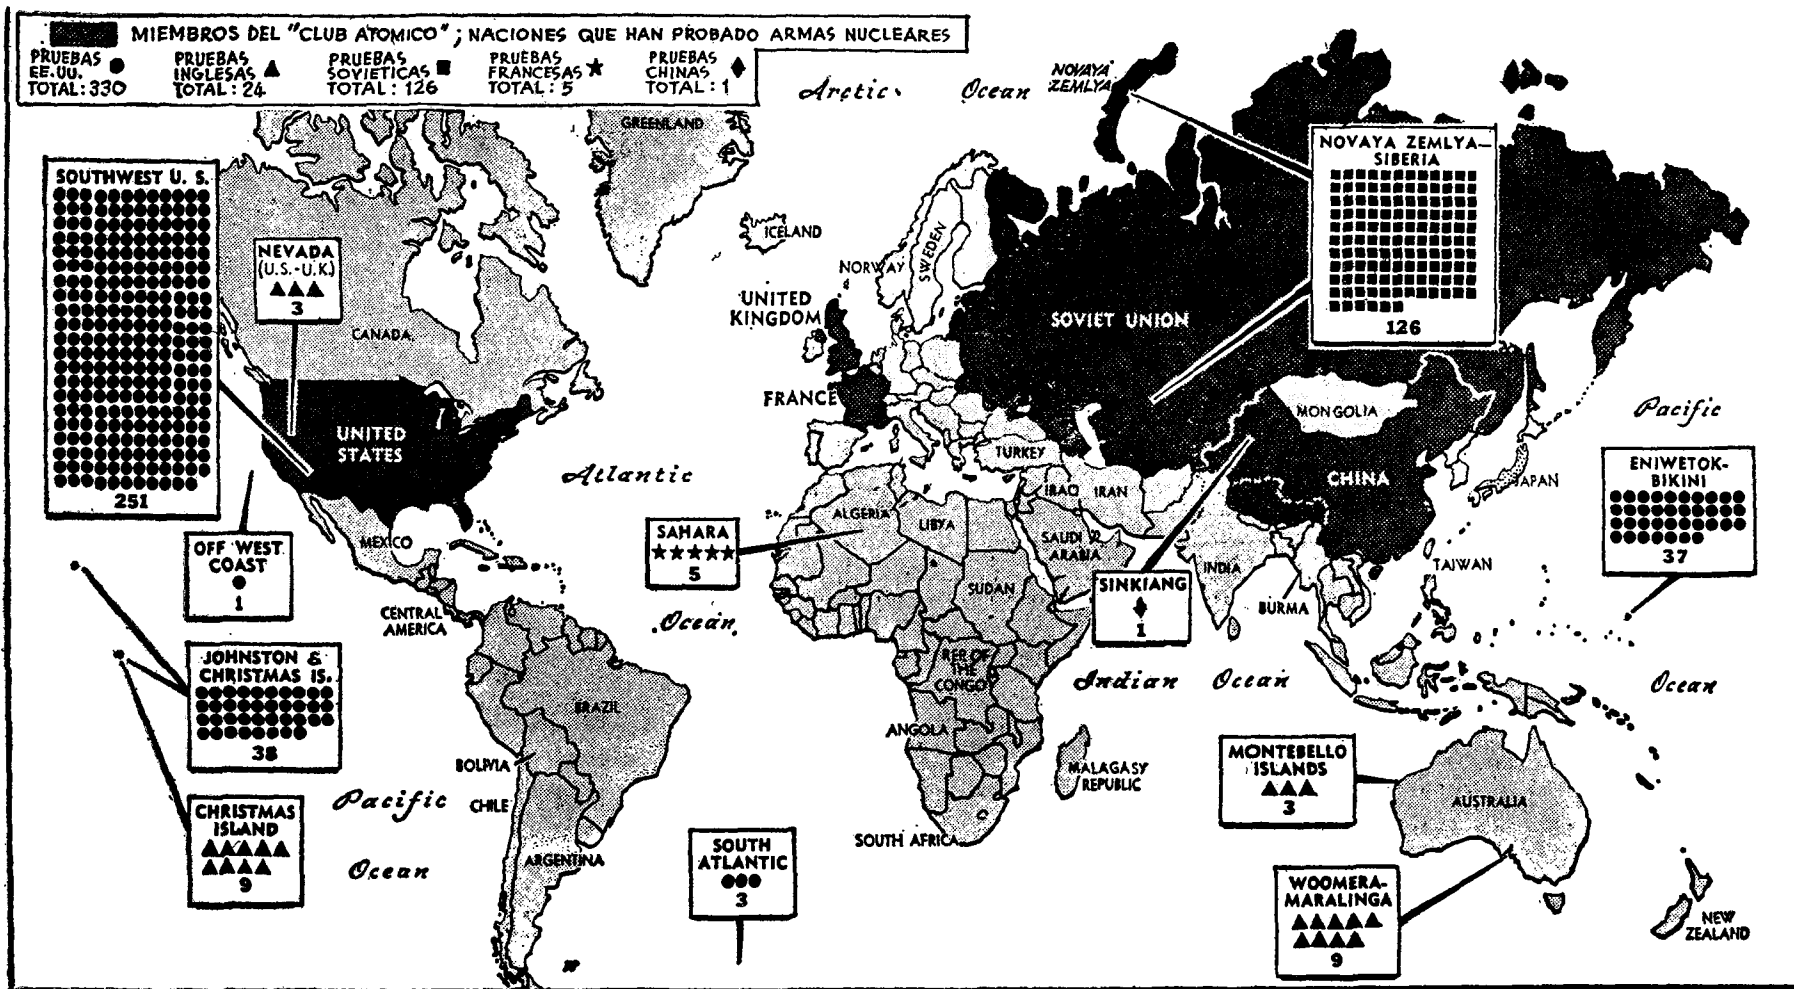 MIEMBROS DEL "CLUB ATOMICO"; NACIONES QUE HAN PROBADO ARMAS NUCLEARES
PRUEBAS
EE.UU.
TOTAL: 330
PRUEBAS
INGLESAS
TOTAL: 24
PRUEBAS
SOVIETICAS
TOTAL: 126
PRUEBAS
FRANCESAS
TOTAL: 5
PRUEBAS
CHINAS
TOTAL: 1
Arctic Ocean
NOVAYA
ZEMLYA
GREENLAND
NOVAYA ZEMLYA—
SIBERIA
126
SOUTHWEST U. S.
251
NEVADA
(U.S.-U.K.)
3
ICELAND
NORWAY
SWEDEN
UNITED
KINGDOM
SOVIET UNION
CANADA
FRANCE
MONGOLIA
Pacific
UNITED
STATES
TURKEY
Atlantic
IRAQ
IRAN
CHINA
JAPAN
ENIWETOK-
BIKINI
37
MEXICO
ALGERIA
LIBYA
SAUDI
ARABIA
SAHARA
5
OFF WEST
COAST
1
INDIA
TAIWAN
SINKIANG
1
SUDAN
BURMA
CENTRAL
AMERICA
Ocean
JOHNSTON &
CHRISTMAS IS.
38
REP. OF
THE
CONGO
Indian Ocean
Ocean
BRAZIL
ANGOLA
BOLIVIA
MALAGASY
REPUBLIC
MONTEBELLO
ISLANDS
3
Pacific
CHILE
AUSTRALIA
CHRISTMAS
ISLAND
9
SOUTH AFRICA
SOUTH
ATLANTIC
3
ARGENTINA
Ocean
WOOMERA-
MARALINGA
9
NEW
ZEALAND